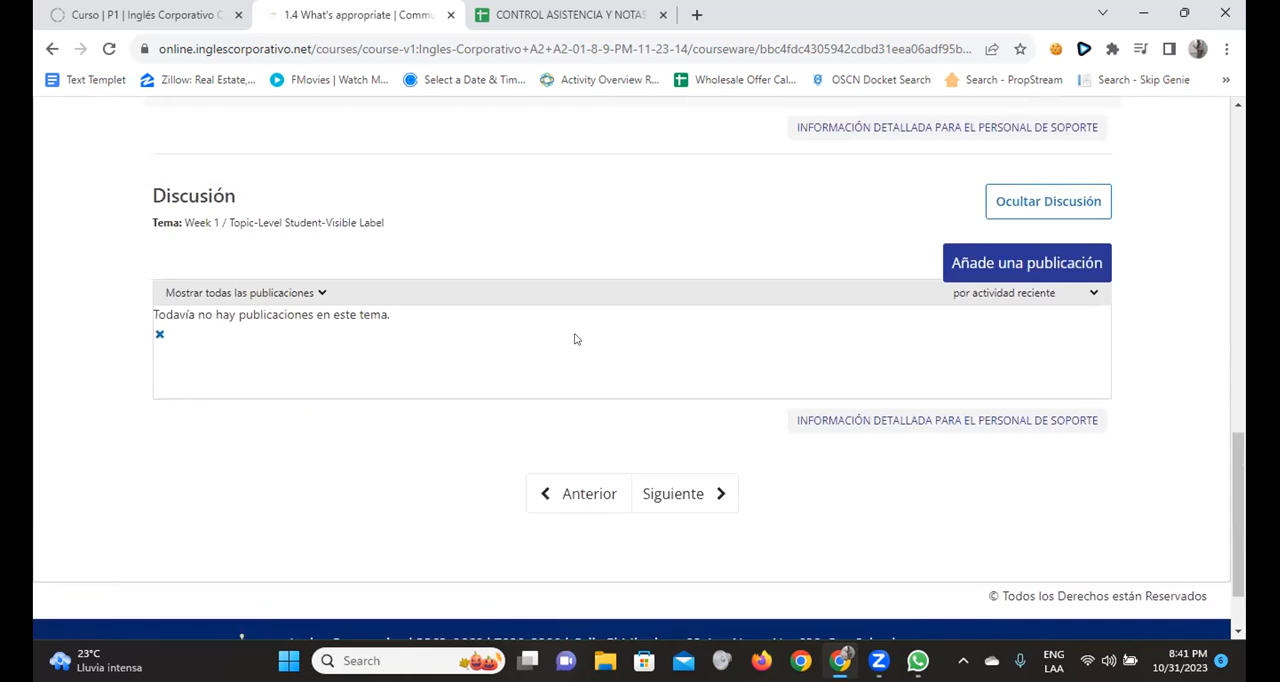 Curso | P1 | Inglés Corporativo C
1.4 What's appropriate | Commu
CONTROL ASISTENCIA Y NOTAS
online.inglescorporativo.net/courses/course-v1:Ingles-Corporativo+A2+A2-01-8-9-PM-11-23-14/courseware/bbc4fdc4305942cdbd31eea06adf95b...
Text Templet
Zillow: Real Estate,...
FMovies | Watch M...
Select a Date & Tim...
Activity Overview R...
Wholesale Offer Cal...
OSCN Docket Search
Search - PropStream
Search - Skip Genie
»
INFORMACIÓN DETALLADA PARA EL PERSONAL DE SOPORTE
Discusión
Ocultar Discusión
Tema: Week 1 / Topic-Level Student-Visible Label
Añade una publicación
Mostrar todas las publicaciones
por actividad reciente
Todavía no hay publicaciones en este tema.
INFORMACIÓN DETALLADA PARA EL PERSONAL DE SOPORTE
Anterior
Siguiente
© Todos los Derechos están Reservados
23°C
Lluvia intensa
Search
ENG
LAA
8:41 PM
10/31/2023
6